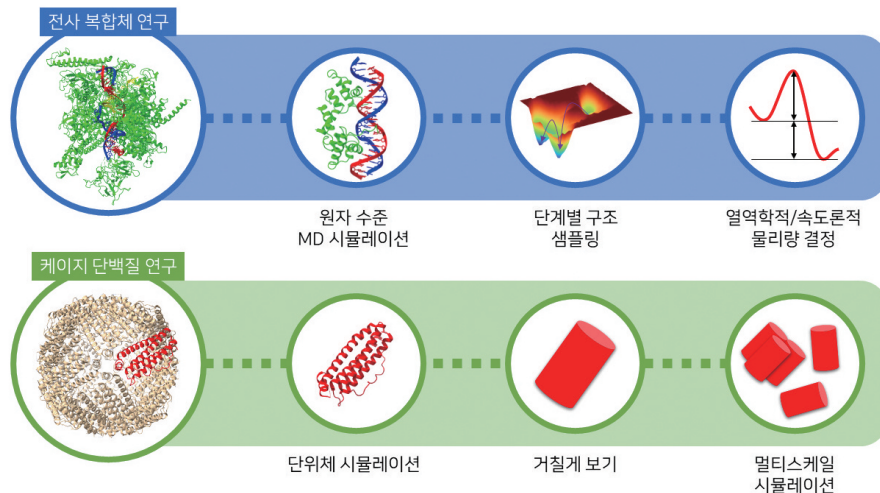 전사 복합체 연구
원자 수준
MD 시뮬레이션
단계별 구조
샘플링
열역학적/속도론적
물리량 결정
케이지 단백질 연구
단위체 시뮬레이션
거칠게 보기
멀티스케일
시뮬레이션